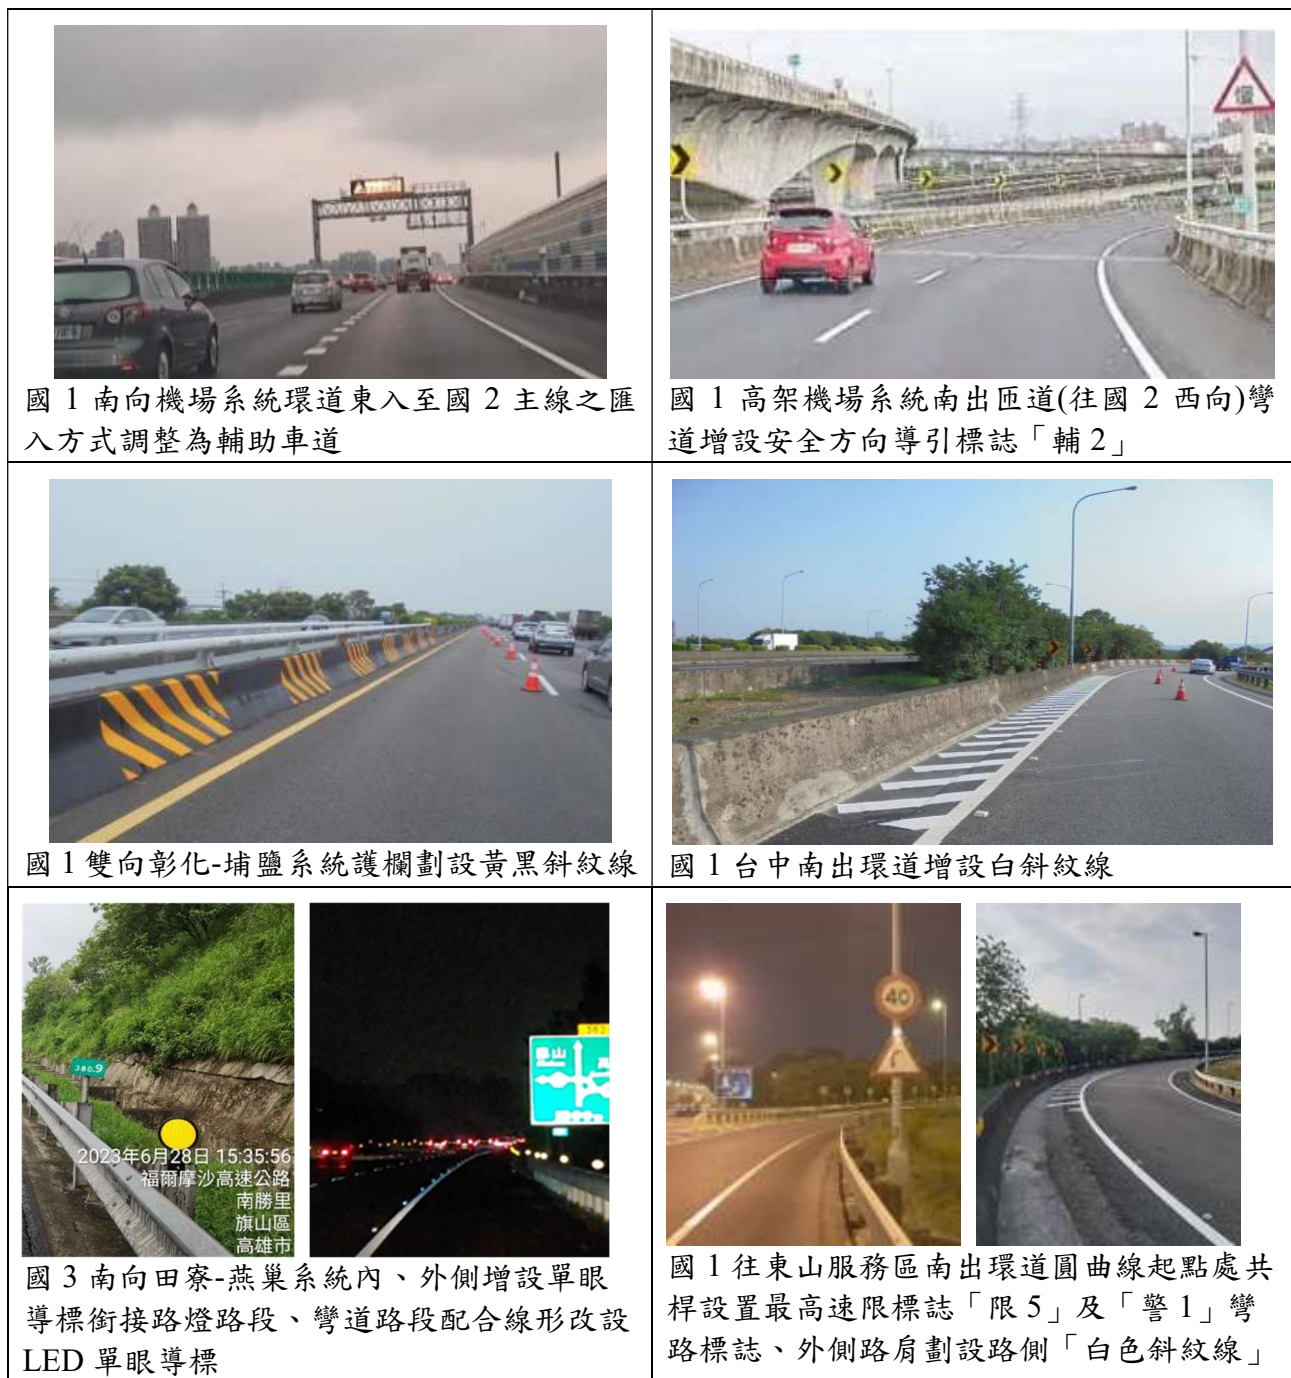 慢
國 1 南向機場系統環道東入至國 2 主線之匯
入方式調整為輔助車道
國 1 高架機場系統南出匝道(往國 2 西向)彎
道增設安全方向導引標誌「輔 2」
國 1 雙向彰化-埔鹽系統護欄劃設黃黑斜紋線
國 1 台中南出環道增設白斜紋線
380.9
2023年6月28日 15:35:56
福爾摩沙高速公路
南勝里
旗山區
高雄市
40
國 3 南向田寮-燕巢系統內、外側增設單眼
導標銜接路燈路段、彎道路段配合線形改設
LED 單眼導標
國 1 往東山服務區南出環道圓曲線起點處共
桿設置最高速限標誌「限 5」及「警 1」彎
路標誌、外側路肩劃設路側「白色斜紋線」